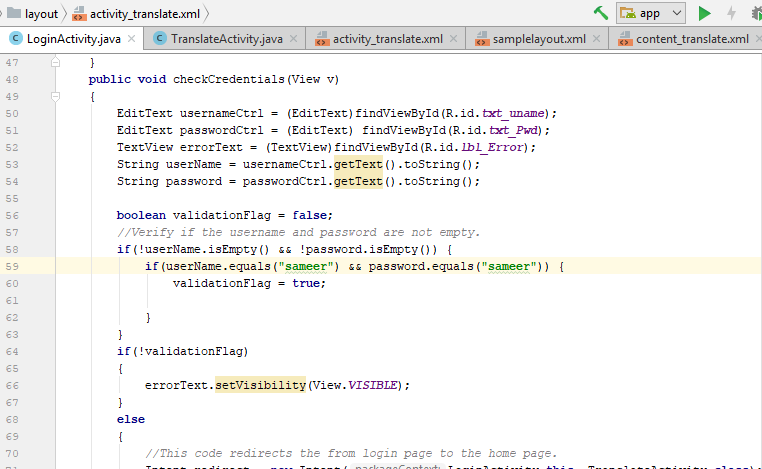 layout activity_translate.xml app
LoginActivity.java TranslateActivity.java activity_translate.xml samplelayout.xml content_translate.xml
47 }
48 public void checkCredentials(View v)
49 {
50 EditText usernameCtrl = (EditText)findViewById(R.id.txt_uname);
51 EditText passwordCtrl = (EditText) findViewById(R.id.txt_Pwd);
52 TextView errorText = (TextView)findViewById(R.id.lbl_Error);
53 String userName = usernameCtrl.getText().toString();
54 String password = passwordCtrl.getText().toString();
55
56 boolean validationFlag = false;
57 //Verify if the username and password are not empty.
58 if(!userName.isEmpty() && !password.isEmpty()) {
59 if(userName.equals("sameer") && password.equals("sameer")) {
60 validationFlag = true;
61
62 }
63 }
64 if(!validationFlag)
65 {
66 errorText.setVisibility(View.VISIBLE);
67 }
68 else
69 {
70 //This code redirects the from login page to the home page.